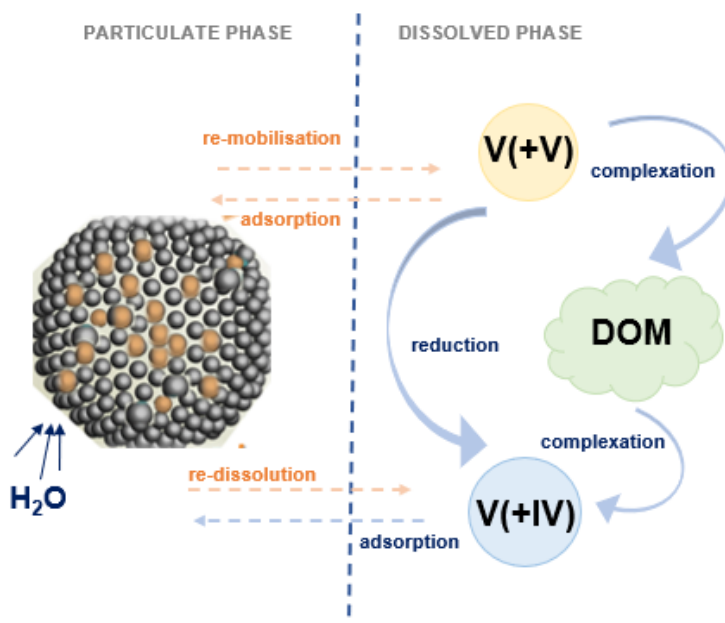 PARTICULATE PHASE
DISSOLVED PHASE
re-mobilisation
V(+V)
complexation
adsorption
reduction
DOM
complexation
re-dissolution
H₂O
V(+IV)
adsorption